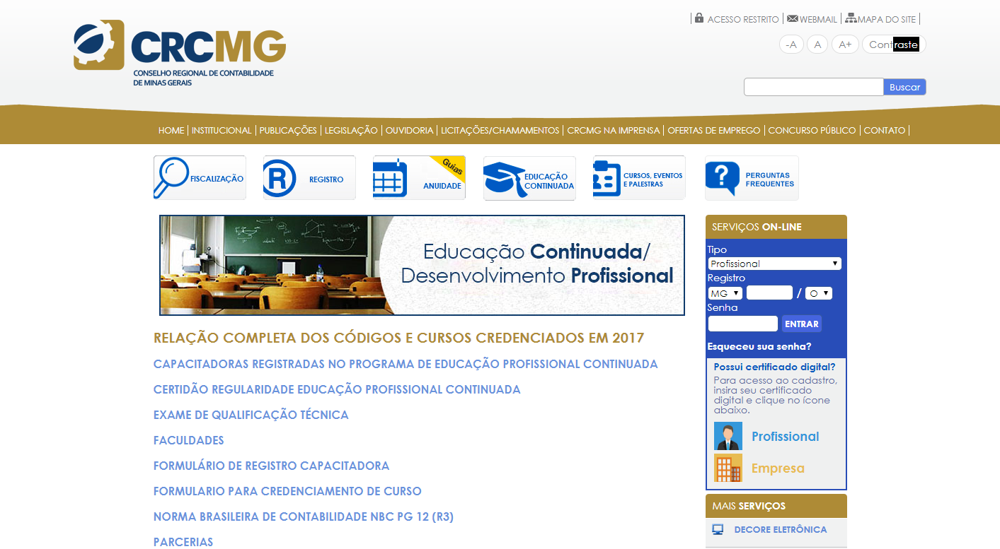 ACESSO RESTRITO
WEBMAIL
MAPA DO SITE
CRCMG
CONSELHO REGIONAL DE CONTABILIDADE
DE MINAS GERAIS
-A
A
A+
Contraste
Buscar
HOME
INSTITUCIONAL
PUBLICAÇÕES
LEGISLAÇÃO
OUVIDORIA
LICITAÇÕES/CHAMAMENTOS
CRCMG NA IMPRENSA
OFERTAS DE EMPREGO
CONCURSO PÚBLICO
CONTATO
FISCALIZAÇÃO
R
REGISTRO
Guias
ANUIDADE
EDUCAÇÃO
CONTINUADA
CURSOS, EVENTOS
E PALESTRAS
?
PERGUNTAS
FREQUENTES
Educação Continuada/
Desenvolvimento Profissional
RELAÇÃO COMPLETA DOS CÓDIGOS E CURSOS CREDENCIADOS EM 2017
CAPACITADORAS REGISTRADAS NO PROGRAMA DE EDUCAÇÃO PROFISSIONAL CONTINUADA
CERTIDÃO REGULARIDADE EDUCAÇÃO PROFISSIONAL CONTINUADA
EXAME DE QUALIFICAÇÃO TÉCNICA
FACULDADES
FORMULÁRIO DE REGISTRO CAPACITADORA
FORMULARIO PARA CREDENCIAMENTO DE CURSO
NORMA BRASILEIRA DE CONTABILIDADE NBC PG 12 (R3)
PARCERIAS
SERVIÇOS ON-LINE
Tipo
Profissional
Registro
MG / O
Senha
ENTRAR
Esqueceu sua senha?
Possui certificado digital?
Para acesso ao cadastro,
insira seu certificado
digital e clique no ícone
abaixo.
Profissional
Empresa
MAIS SERVIÇOS
DECORE ELETRÔNICA